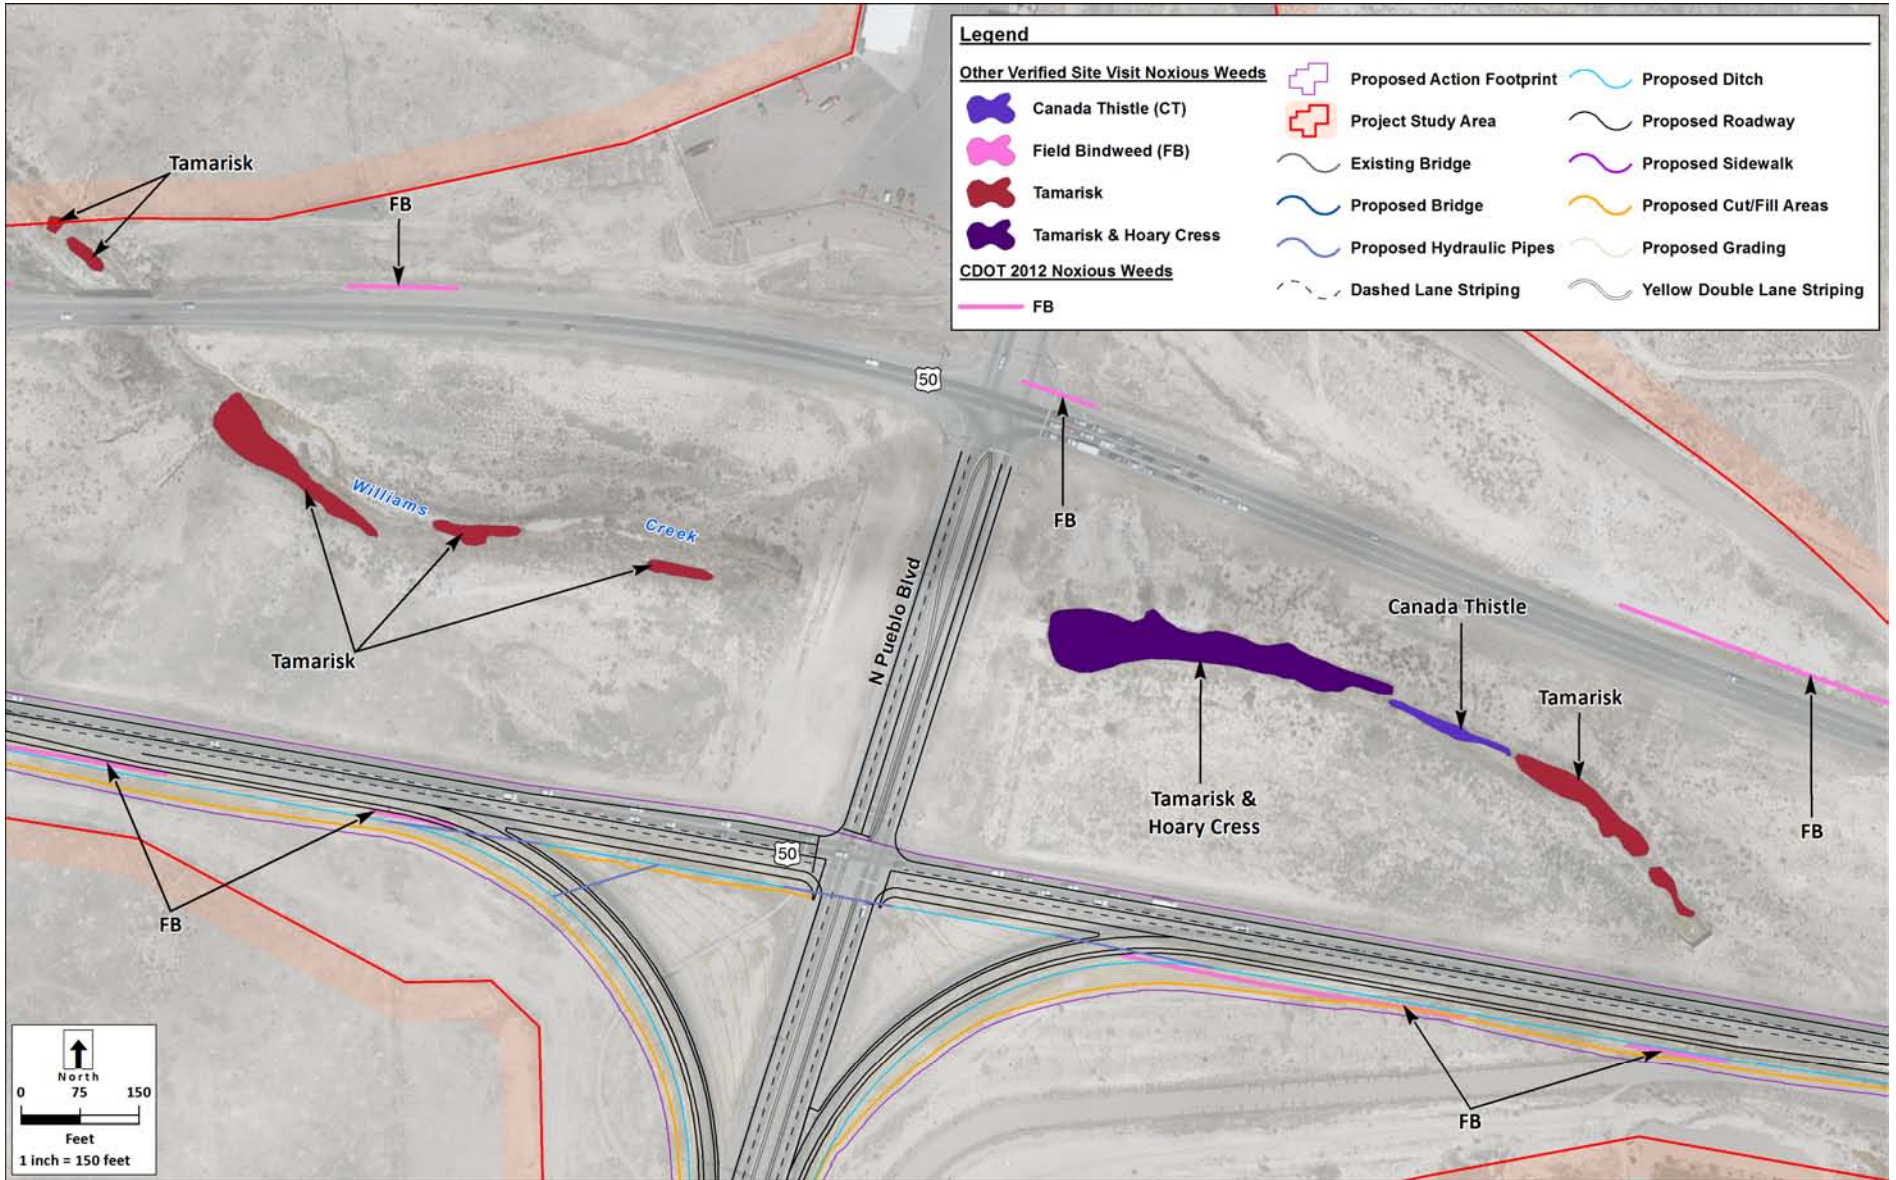 Legend
Other Verified Site Visit Noxious Weeds
Canada Thistle (CT)
Field Bindweed (FB)
Tamarisk
Tamarisk & Hoary Cress
CDOT 2012 Noxious Weeds
FB
Proposed Action Footprint
Project Study Area
Existing Bridge
Proposed Bridge
Proposed Hydraulic Pipes
Dashed Lane Striping
Proposed Ditch
Proposed Roadway
Proposed Sidewalk
Proposed Cut/Fill Areas
Proposed Grading
Yellow Double Lane Striping
Tamarisk
FB
50
Williams
Creek
FB
N Pueblo Blvd
Tamarisk
Canada Thistle
Tamarisk
Tamarisk &
Hoary Cress
FB
50
FB
FB
North
0 75 150
Feet
1 inch = 150 feet